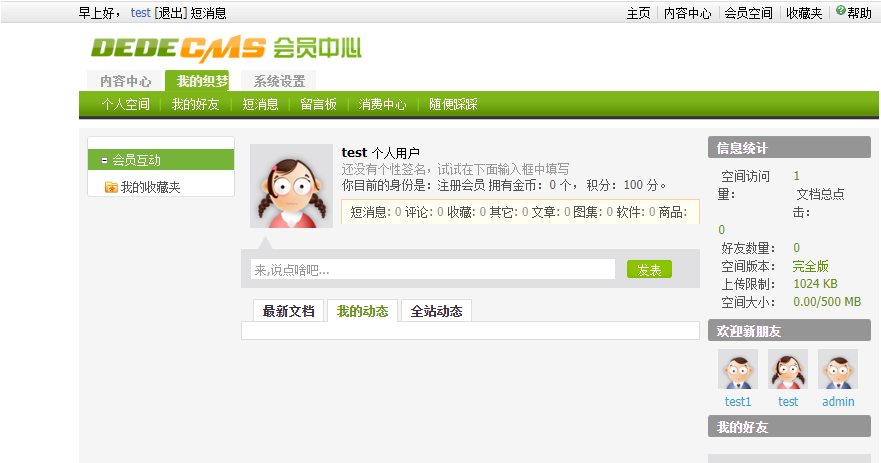 早上好， test [退出] 短消息
主页 内容中心 会员空间 收藏夹 帮助
DEDECMS 会员中心
内容中心 我的织梦 系统设置
个人空间 我的好友 短消息 留言板 消费中心 随便踩踩
会员互动
我的收藏夹
test 个人用户
还没有个性签名，试试在下面输入框中填写
你目前的身份是：注册会员 拥有金币：0 个， 积分：100 分。
短消息: 0 评论: 0 收藏: 0 其它: 0 文章: 0 图集: 0 软件: 0 商品:
来,说点啥吧... 发表
最新文档 我的动态 全站动态
信息统计
空间访问量： 1
文档总点击：
0
好友数量： 0
空间版本： 完全版
上传限制： 1024 KB
空间大小： 0.00/500 MB
欢迎新朋友
test1 test admin
我的好友